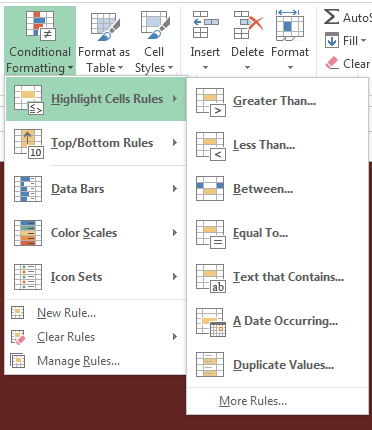 Conditional Formatting
Format as Table
Cell Styles
Insert
Delete
Format
AutoS
Fill
Clear
Highlight Cells Rules
Top/Bottom Rules
10
Data Bars
Color Scales
Icon Sets
New Rule...
Clear Rules
Manage Rules...
Greater Than...
Less Than...
Between...
Equal To...
Text that Contains...
ab
A Date Occurring...
Duplicate Values...
More Rules...